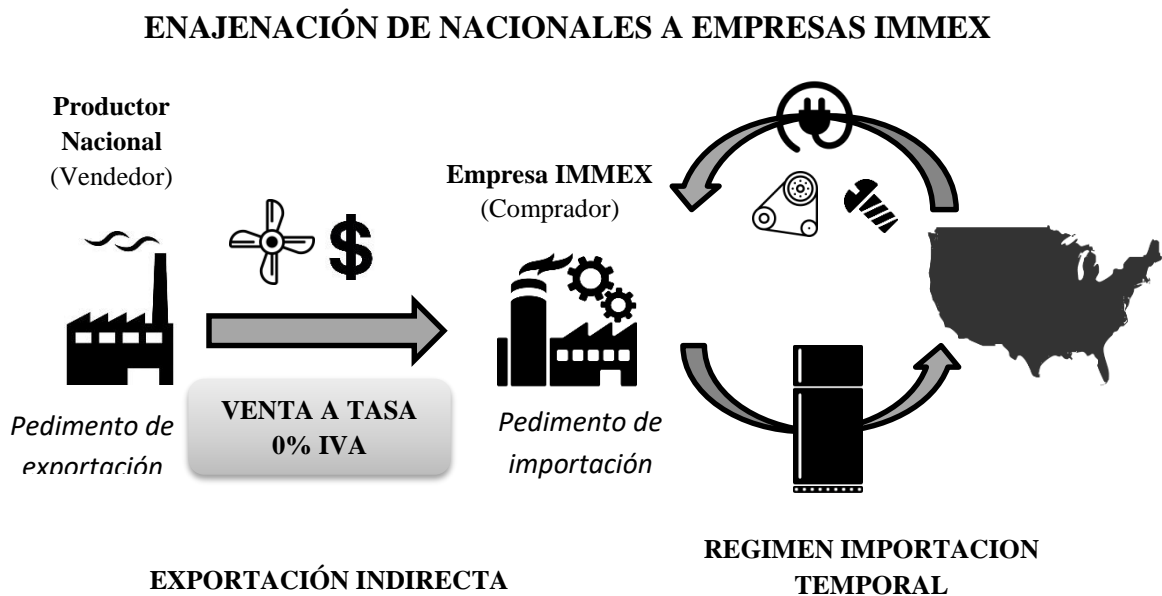 ENAJENACIÓN DE NACIONALES A EMPRESAS IMMEX
Productor
Nacional
(Vendedor)
$
Empresa IMMEX
(Comprador)
VENTA A TASA
0% IVA
Pedimento de
exportación
Pedimento de
importación
EXPORTACIÓN INDIRECTA
REGIMEN IMPORTACION
TEMPORAL